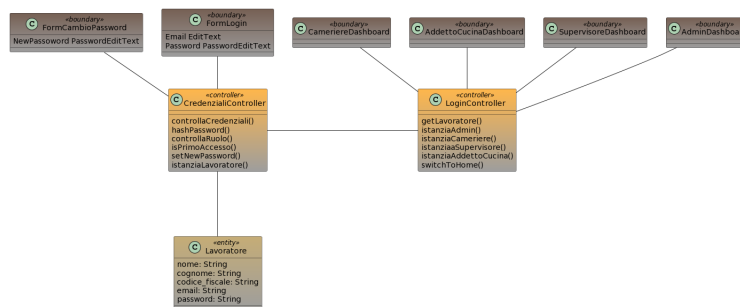 «boundary»
FormCambioPassword
NewPassoword PasswordEditText
«boundary»
FormLogin
Email EditText
Password PasswordEditText
«boundary»
CameriereDashboard
«boundary»
AddettoCucinaDashboard
«boundary»
SupervisoreDashboard
«boundary»
AdminDashboa
«controller»
CredenzialiController
controllaCredenziali()
hashPassword()
controllaRuolo()
isPrimoAccesso()
setNewPassword()
istanziaLavoratore()
«controller»
LoginController
getLavoratore()
istanziaAdmin()
istanziaCameriere()
istanziaaSupervisore()
istanziaAddettoCucina()
switchToHome()
«entity»
Lavoratore
nome: String
cognome: String
codice_fiscale: String
email: String
password: String